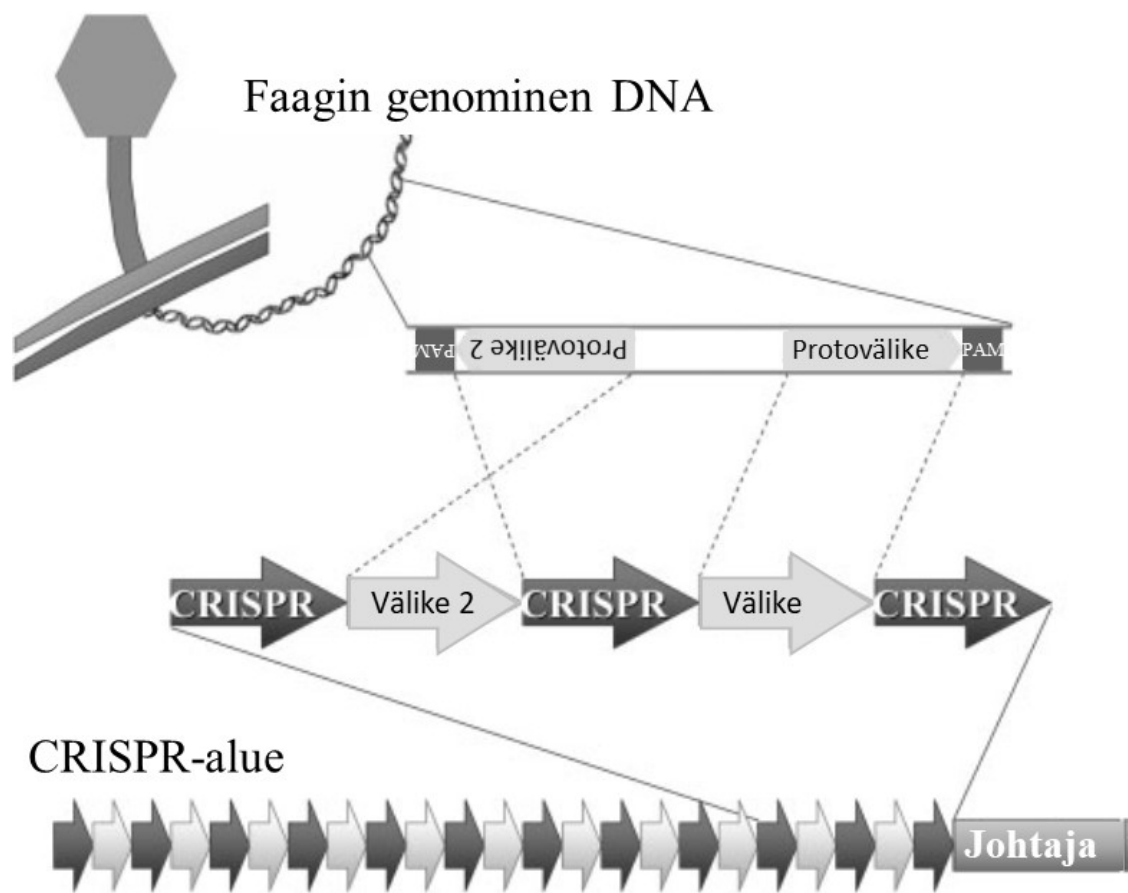 Faagin genominen DNA
PAM Protovälike 2 Protovälike PAM
CRISPR Välike 2 CRISPR Välike CRISPR
CRISPR-alue
Johtaja